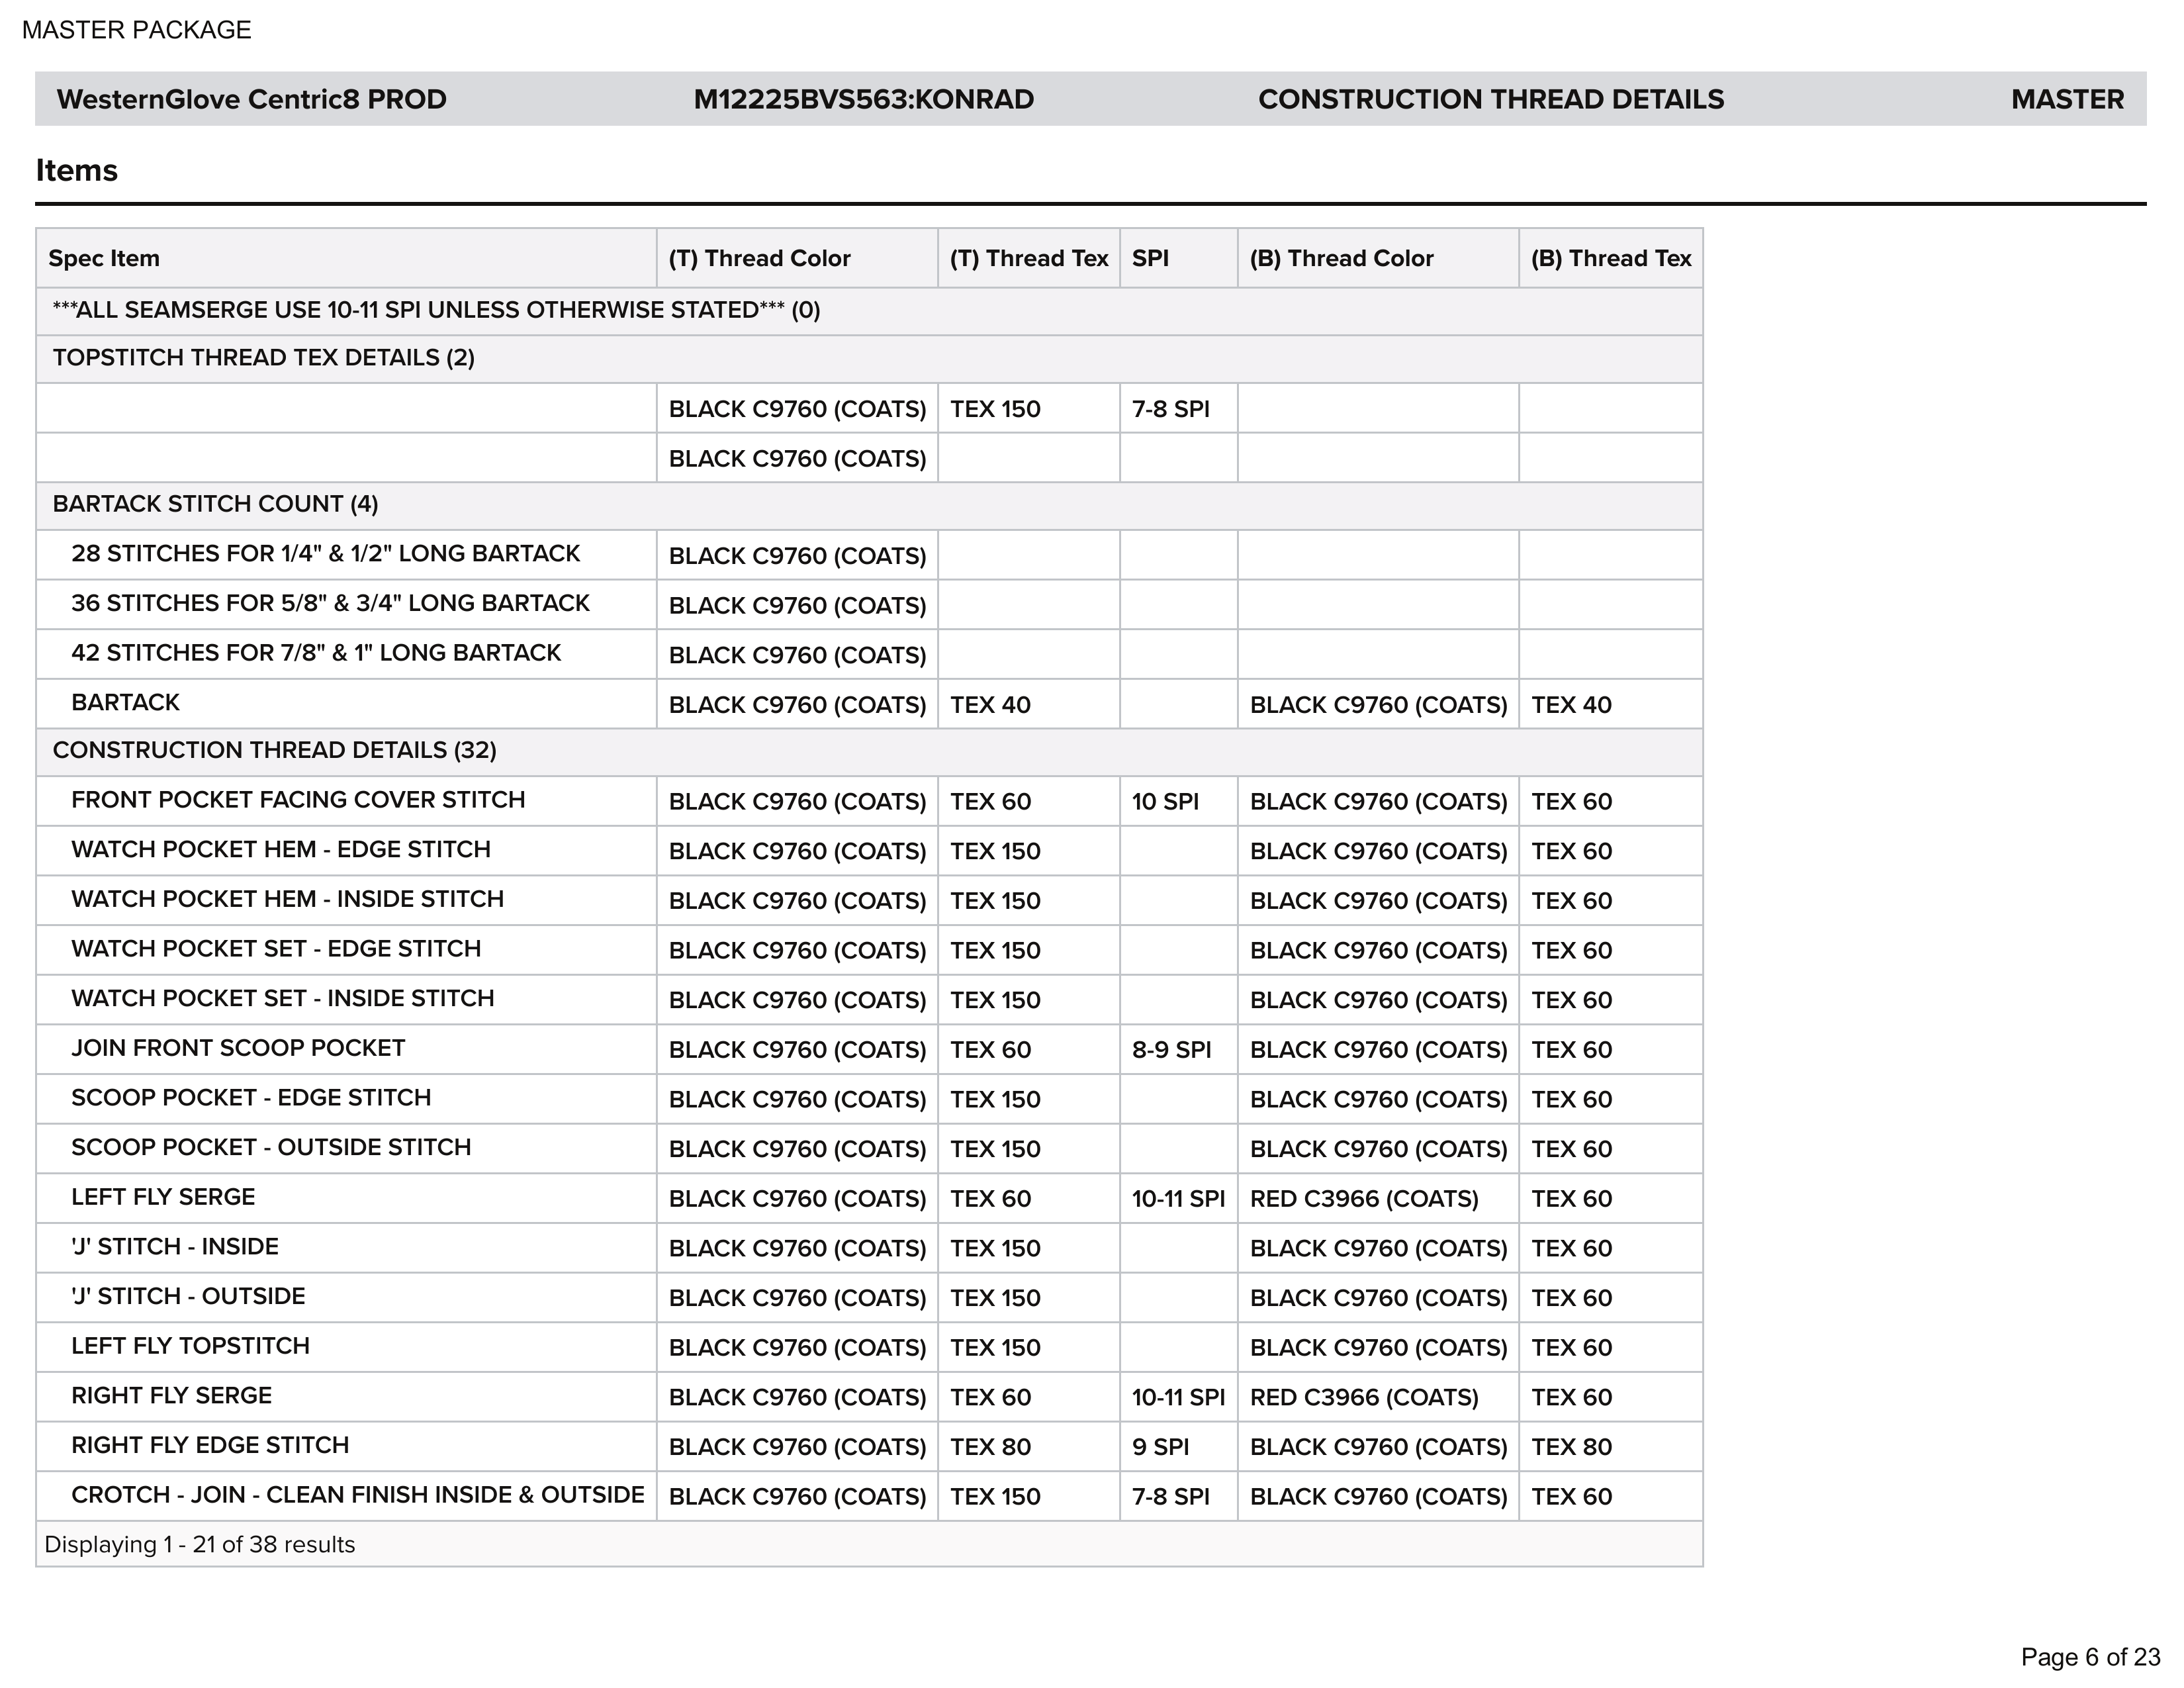 MASTER PACKAGE
WesternGlove Centric8 PROD M12225BVS563:KONRAD CONSTRUCTION THREAD DETAILS MASTER
Items
Spec Item (T) Thread Color (T) Thread Tex SPI (B) Thread Color (B) Thread Tex
***ALL SEAMSERGE USE 10-11 SPI UNLESS OTHERWISE STATED*** (0)
TOPSTITCH THREAD TEX DETAILS (2)
BLACK C9760 (COATS) TEX 150 7-8 SPI
BLACK C9760 (COATS)
BARTACK STITCH COUNT (4)
28 STITCHES FOR 1/4" & 1/2" LONG BARTACK BLACK C9760 (COATS)
36 STITCHES FOR 5/8" & 3/4" LONG BARTACK BLACK C9760 (COATS)
42 STITCHES FOR 7/8" & 1" LONG BARTACK BLACK C9760 (COATS)
BARTACK BLACK C9760 (COATS) TEX 40 BLACK C9760 (COATS) TEX 40
CONSTRUCTION THREAD DETAILS (32)
FRONT POCKET FACING COVER STITCH BLACK C9760 (COATS) TEX 60 10 SPI BLACK C9760 (COATS) TEX 60
WATCH POCKET HEM - EDGE STITCH BLACK C9760 (COATS) TEX 150 BLACK C9760 (COATS) TEX 60
WATCH POCKET HEM - INSIDE STITCH BLACK C9760 (COATS) TEX 150 BLACK C9760 (COATS) TEX 60
WATCH POCKET SET - EDGE STITCH BLACK C9760 (COATS) TEX 150 BLACK C9760 (COATS) TEX 60
WATCH POCKET SET - INSIDE STITCH BLACK C9760 (COATS) TEX 150 BLACK C9760 (COATS) TEX 60
JOIN FRONT SCOOP POCKET BLACK C9760 (COATS) TEX 60 8-9 SPI BLACK C9760 (COATS) TEX 60
SCOOP POCKET - EDGE STITCH BLACK C9760 (COATS) TEX 150 BLACK C9760 (COATS) TEX 60
SCOOP POCKET - OUTSIDE STITCH BLACK C9760 (COATS) TEX 150 BLACK C9760 (COATS) TEX 60
LEFT FLY SERGE BLACK C9760 (COATS) TEX 60 10-11 SPI RED C3966 (COATS) TEX 60
'J' STITCH - INSIDE BLACK C9760 (COATS) TEX 150 BLACK C9760 (COATS) TEX 60
'J' STITCH - OUTSIDE BLACK C9760 (COATS) TEX 150 BLACK C9760 (COATS) TEX 60
LEFT FLY TOPSTITCH BLACK C9760 (COATS) TEX 150 BLACK C9760 (COATS) TEX 60
RIGHT FLY SERGE BLACK C9760 (COATS) TEX 60 10-11 SPI RED C3966 (COATS) TEX 60
RIGHT FLY EDGE STITCH BLACK C9760 (COATS) TEX 80 9 SPI BLACK C9760 (COATS) TEX 80
CROTCH - JOIN - CLEAN FINISH INSIDE & OUTSIDE BLACK C9760 (COATS) TEX 150 7-8 SPI BLACK C9760 (COATS) TEX 60
Displaying 1 - 21 of 38 results
Page 6 of 23